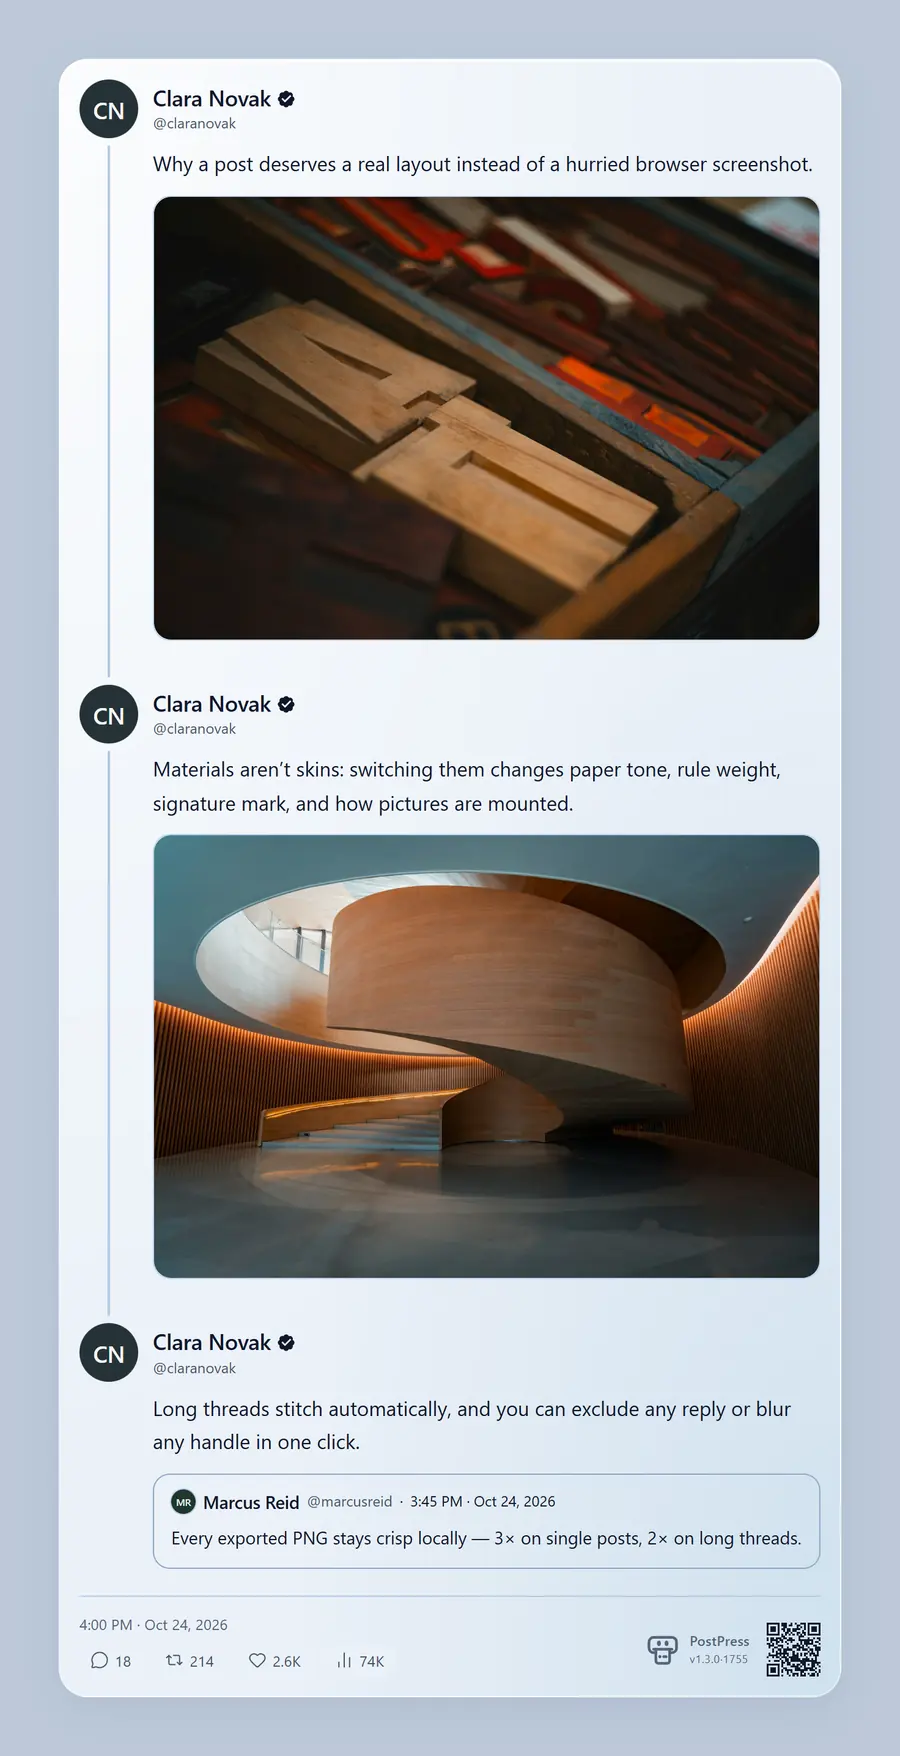 CN
Clara Novak
@claranovak
Why a post deserves a real layout instead of a hurried browser screenshot.
CN
Clara Novak
@claranovak
Materials aren’t skins: switching them changes paper tone, rule weight,
signature mark, and how pictures are mounted.
CN
Clara Novak
@claranovak
Long threads stitch automatically, and you can exclude any reply or blur
any handle in one click.
MR Marcus Reid @marcusreid · 3:45 PM · Oct 24, 2026
Every exported PNG stays crisp locally — 3× on single posts, 2× on long threads.
4:00 PM · Oct 24, 2026
18 214 2.6K 74K
PostPress
v1.3.0·1755